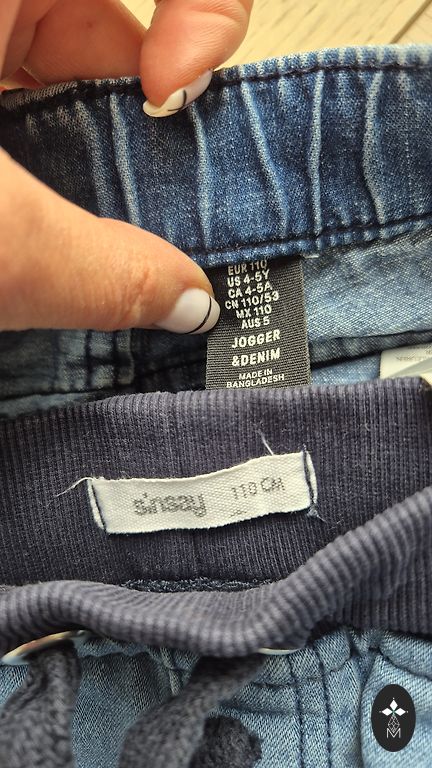 EUR 110
US 4-5Y
CA 4-5A
CN 110/53
MX 110
AUS 5
JOGGER
&DENIM
MADE IN
BANGLADESH
sinsay
110 CM